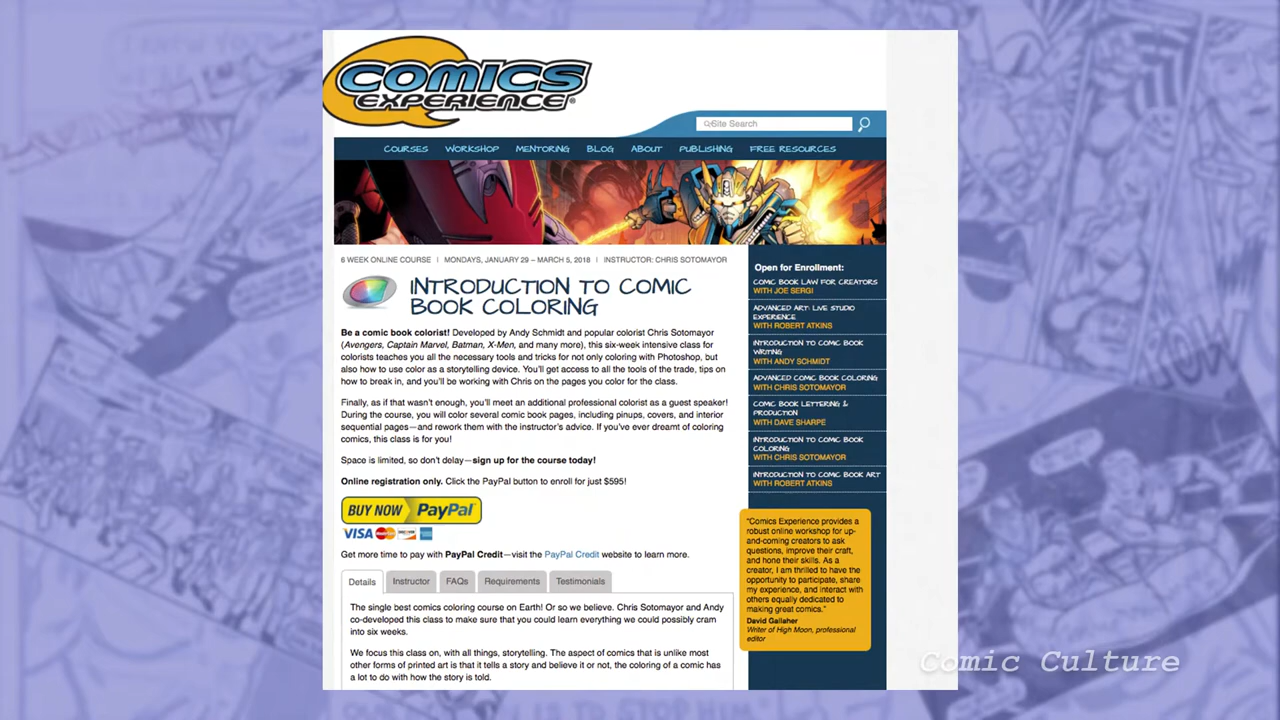 COMICS
EXPERIENCE®
Site Search
COURSES WORKSHOP MENTORING BLOG ABOUT PUBLISHING FREE RESOURCES
6 WEEK ONLINE COURSE | MONDAYS, JANUARY 29 – MARCH 5, 2018 | INSTRUCTOR: CHRIS SOTOMAYOR
INTRODUCTION TO COMIC
BOOK COLORING
Be a comic book colorist! Developed by Andy Schmidt and popular colorist Chris Sotomayor
(Avengers, Captain Marvel, Batman, X-Men, and many more), this six-week intensive class for
colorists teaches you all the necessary tools and tricks for not only coloring with Photoshop, but
also how to use color as a storytelling device. You'll get access to all the tools of the trade, tips on
how to break in, and you'll be working with Chris on the pages you color for the class.
Finally, as if that wasn't enough, you'll meet an additional professional colorist as a guest speaker!
During the course, you will color several comic book pages, including pinups, covers, and interior
sequential pages—and rework them with the instructor's advice. If you've ever dreamt of coloring
comics, this class is for you!
Space is limited, so don't delay—sign up for the course today!
Online registration only. Click the PayPal button to enroll for just $595!
BUY NOW PayPal
VISA
Get more time to pay with PayPal Credit—visit the PayPal Credit website to learn more.
Details Instructor FAQs Requirements Testimonials
The single best comics coloring course on Earth! Or so we believe. Chris Sotomayor and Andy
co-developed this class to make sure that you could learn everything we could possibly cram
into six weeks.
We focus this class on, with all things, storytelling. The aspect of comics that is unlike most
other forms of printed art is that it tells a story and believe it or not, the coloring of a comic has
a lot to do with how the story is told.
Open for Enrollment:
COMIC BOOK LAW FOR CREATORS
WITH JOE SERGI
ADVANCED ART: LIVE STUDIO
EXPERIENCE
WITH ROBERT ATKINS
INTRODUCTION TO COMIC BOOK
WRITING
WITH ANDY SCHMIDT
ADVANCED COMIC BOOK COLORING
WITH CHRIS SOTOMAYOR
COMIC BOOK LETTERING &
PRODUCTION
WITH DAVE SHARPE
INTRODUCTION TO COMIC BOOK
COLORING
WITH CHRIS SOTOMAYOR
INTRODUCTION TO COMIC BOOK ART
WITH ROBERT ATKINS
"Comics Experience provides a
robust online workshop for up-
and-coming creators to ask
questions, improve their craft,
and hone their skills. As a
creator, I am thrilled to have the
opportunity to participate, share
my experience, and interact with
others equally dedicated to
making great comics."
David Gallaher
Writer of High Moon, professional
editor
Comic Culture